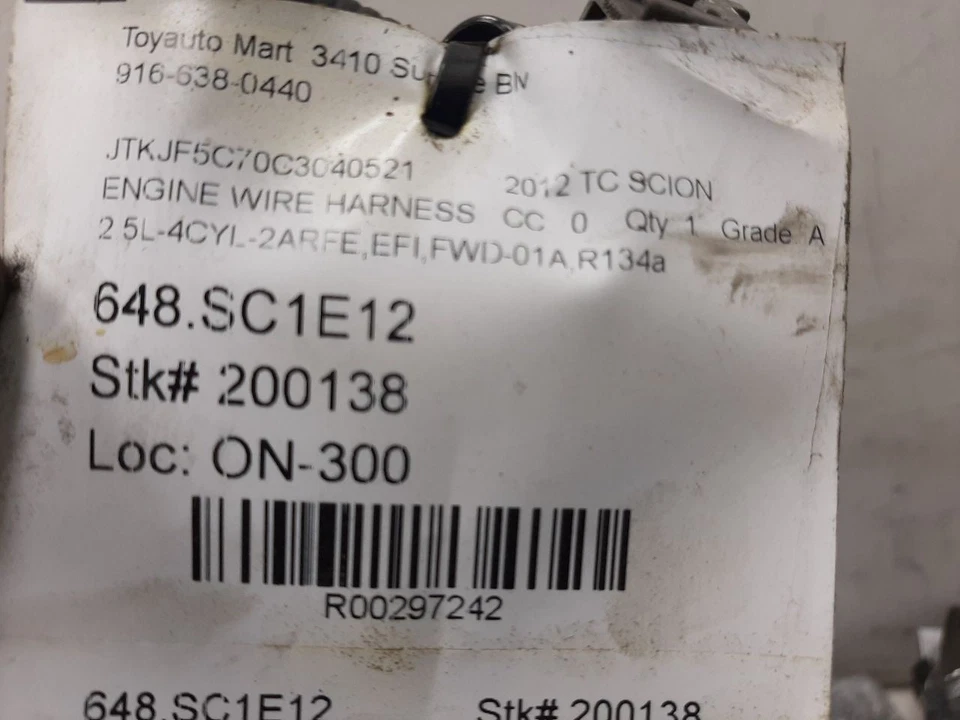 Toyauto Mart 3410 BN
916-638-0440
JTKJF5C70C3040521 2012 TC SCION
ENGINE WIRE HARNESS CC 0 Qty 1 Grade A
2 5L-4CYL-2ARFE,EFI,FWD-01A,R134a
648.SC1E12
Stk# 200138
Loc: ON-300
R00297242
648.SC1E12 Stk# 200138